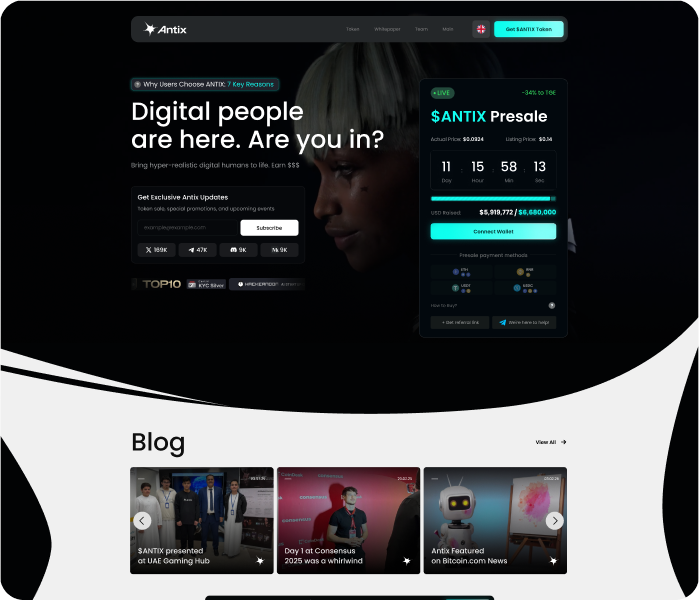 Antix
Token
Whitepaper
Team
Main
Get $ANTIX Token
Why Users Choose ANTIX: 7 Key Reasons
Digital people
are here. Are you in?
Bring hyper-realistic digital humans to life. Earn $$$
Get Exclusive Antix Updates
Token sale, special promotions, and upcoming events
example@example.com
Subscribe
169K
47K
9K
9K
TOP10
KYC Silver
LIVE
~34% to TGE
$ANTIX Presale
Actual Price: $0.0924
Listing Price: $0.14
11
15
58
13
Day
Hour
Min
Sec
USD Raised:
$5,919,772 / $6,680,000
Connect Wallet
Presale payment methods
ETH
BNB
USDT
USDC
How to Buy?
+ Get referral link
We're here to help!
Blog
View All
$ANTIX presented
at UAE Gaming Hub
Day 1 at Consensus
2025 was a whirlwind
Antix Featured
on Bitcoin.com News